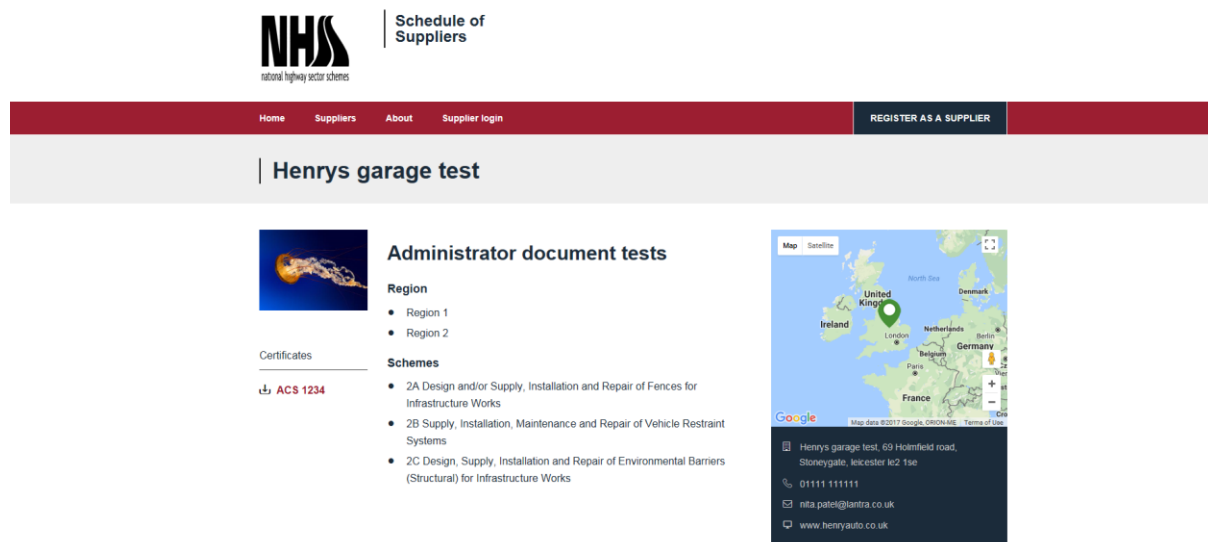 NHSS
national highway sector schemes
Schedule of
Suppliers
Home Suppliers About Supplier login REGISTER AS A SUPPLIER
Henrys garage test
Administrator document tests
Region
Region 1
Region 2
Certificates
ACS 1234
Schemes
2A Design and/or Supply, Installation and Repair of Fences for
Infrastructure Works
2B Supply, Installation, Maintenance and Repair of Vehicle Restraint
Systems
2C Design, Supply, Installation and Repair of Environmental Barriers
(Structural) for Infrastructure Works
Map Satellite
North Sea
United
Denmark
Ireland
London
Netherlands
Berlin
Belgium
Germany
Paris
France
Google
Map data ©2017 Google, ORION-ME Terms of Use
Henrys garage test, 69 Holmfield road,
Stoneygate, leicester le2 1se
01111 111111
nita.patel@lantra.co.uk
www.henryauto.co.uk